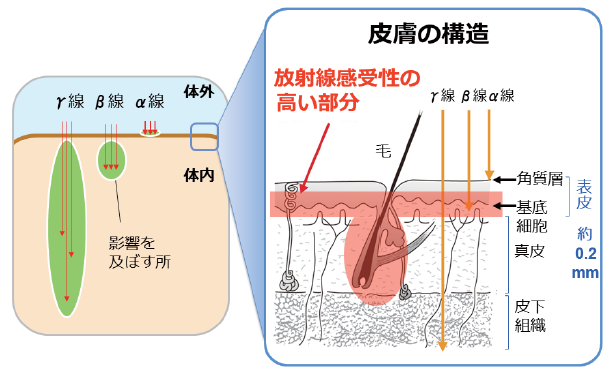 γ線 β線 α線
体外
体内
影響を
及ぼす所
皮膚の構造
放射線感受性の
高い部分
γ線 β線 α線
毛
角質層
基底
細胞
真皮
皮下
組織
表皮
約
0.2
mm